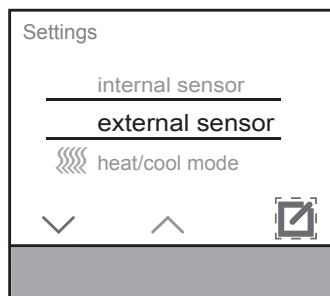 Settings
internal sensor
external sensor
heat/cool mode